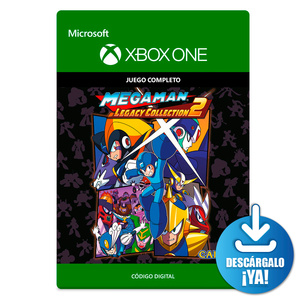 Microsoft
XBOX ONE
JUEGO COMPLETO
MEGAMAN
LEGACY COLLECTION 2
CÓDIGO DIGITAL
DESCÁRGALO
¡YA!